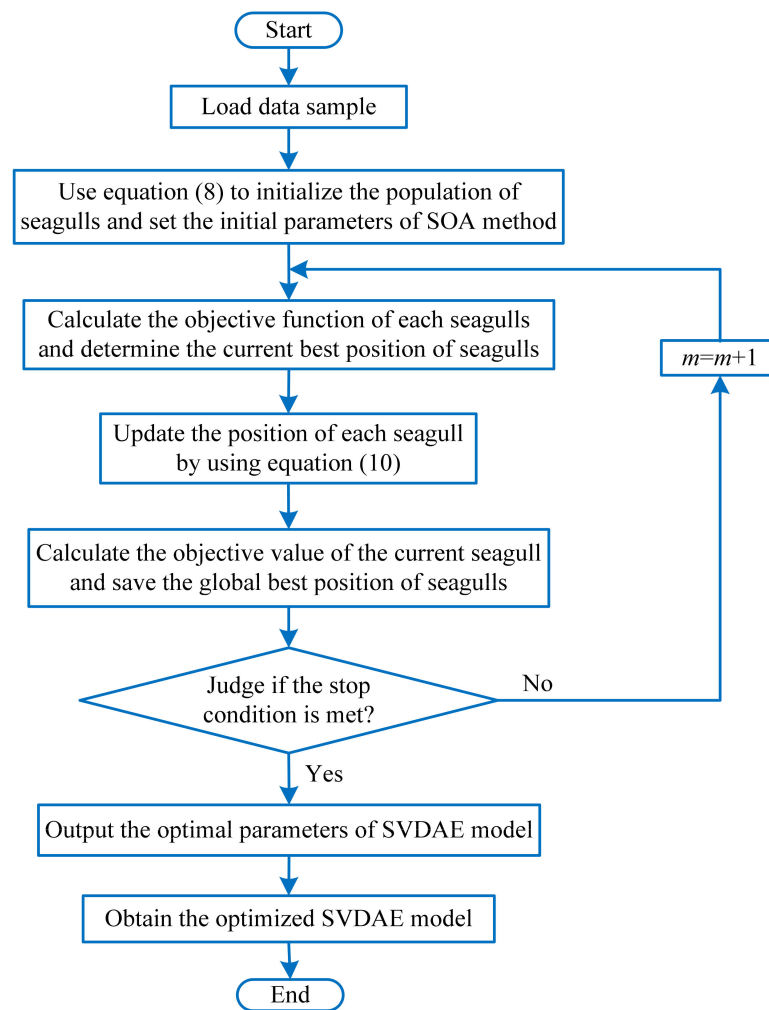 Start
Load data sample
Use equation (8) to initialize the population of
seagulls and set the initial parameters of SOA method
Calculate the objective function of each seagulls
and determine the current best position of seagulls
m=m+1
Update the position of each seagull
by using equation (10)
Calculate the objective value of the current seagull
and save the global best position of seagulls
Judge if the stop
condition is met?
No
Yes
Output the optimal parameters of SVDAE model
Obtain the optimized SVDAE model
End